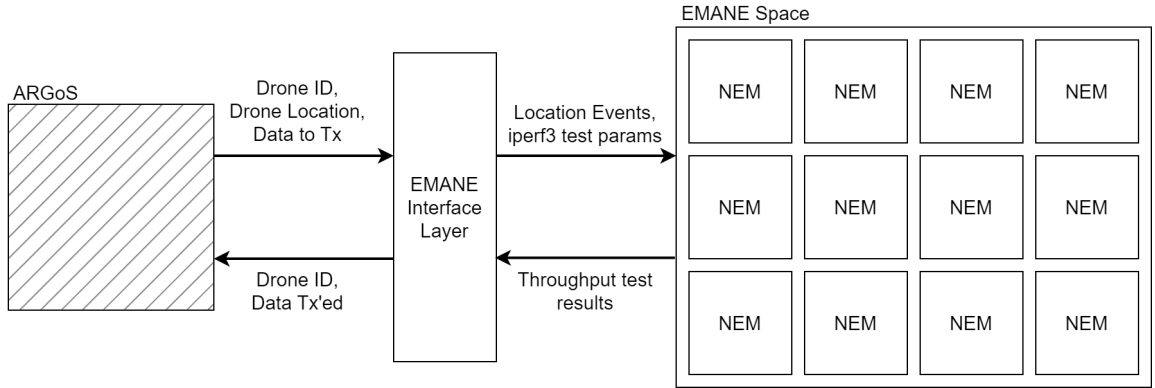 EMANE Space
ARGoS
Drone ID,
Drone Location,
Data to Tx
Location Events,
iperf3 test params
EMANE
Interface
Layer
Drone ID,
Data Tx'ed
Throughput test
results
NEM
NEM
NEM
NEM
NEM
NEM
NEM
NEM
NEM
NEM
NEM
NEM